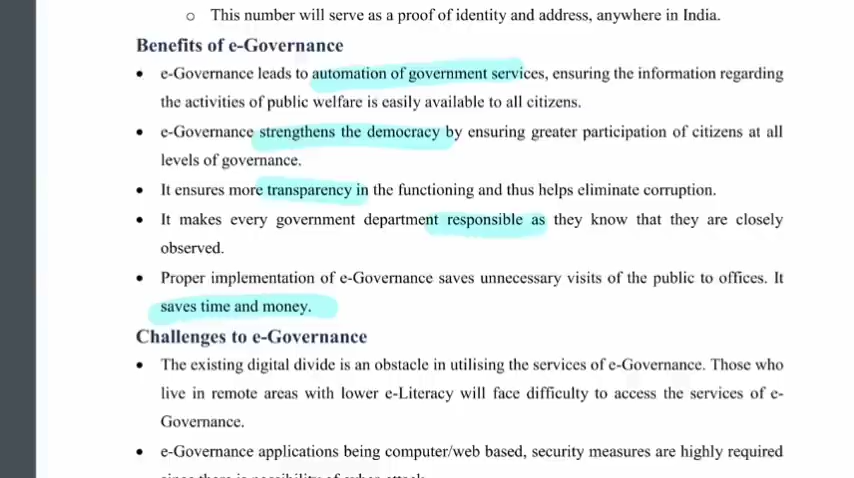 o This number will serve as a proof of identity and address, anywhere in India.
Benefits of e-Governance
• e-Governance leads to automation of government services, ensuring the information regarding
the activities of public welfare is easily available to all citizens.
• e-Governance strengthens the democracy by ensuring greater participation of citizens at all
levels of governance.
• It ensures more transparency in the functioning and thus helps eliminate corruption.
• It makes every government department responsible as they know that they are closely
observed.
• Proper implementation of e-Governance saves unnecessary visits of the public to offices. It
saves time and money.
Challenges to e-Governance
• The existing digital divide is an obstacle in utilising the services of e-Governance. Those who
live in remote areas with lower e-Literacy will face difficulty to access the services of e-
Governance.
• e-Governance applications being computer/web based, security measures are highly required